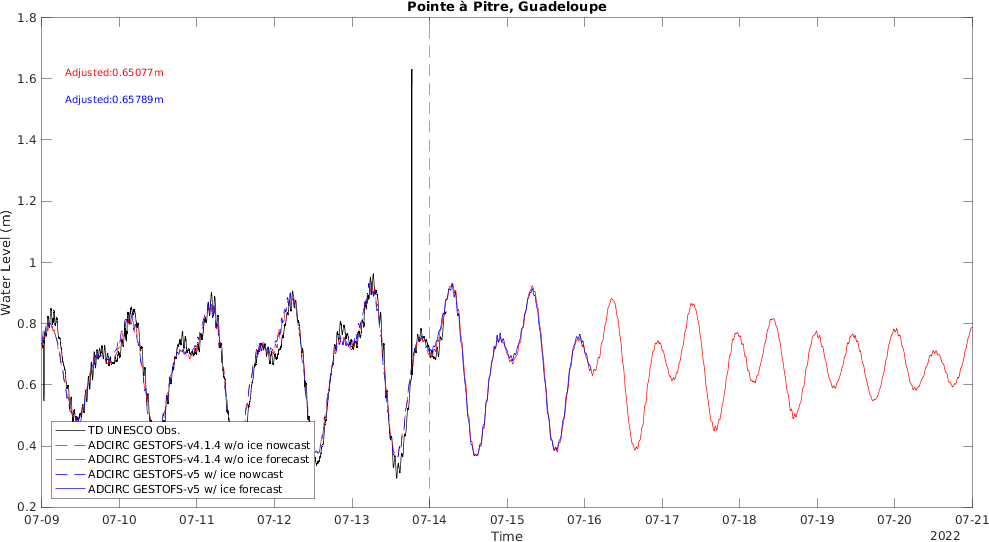 Pointe à Pitre, Guadeloupe
1.8
1.6
1.4
1.2
1
0.8
0.6
0.4
0.2
Water Level (m)
Adjusted:0.65077m
Adjusted:0.65789m
TD UNESCO Obs.
ADCIRC GESTOFS-v4.1.4 w/o ice nowcast
ADCIRC GESTOFS-v4.1.4 w/o ice forecast
ADCIRC GESTOFS-v5 w/ ice nowcast
ADCIRC GESTOFS-v5 w/ ice forecast
07-09 07-10 07-11 07-12 07-13 07-14 07-15 07-16 07-17 07-18 07-19 07-20 07-21
Time
2022